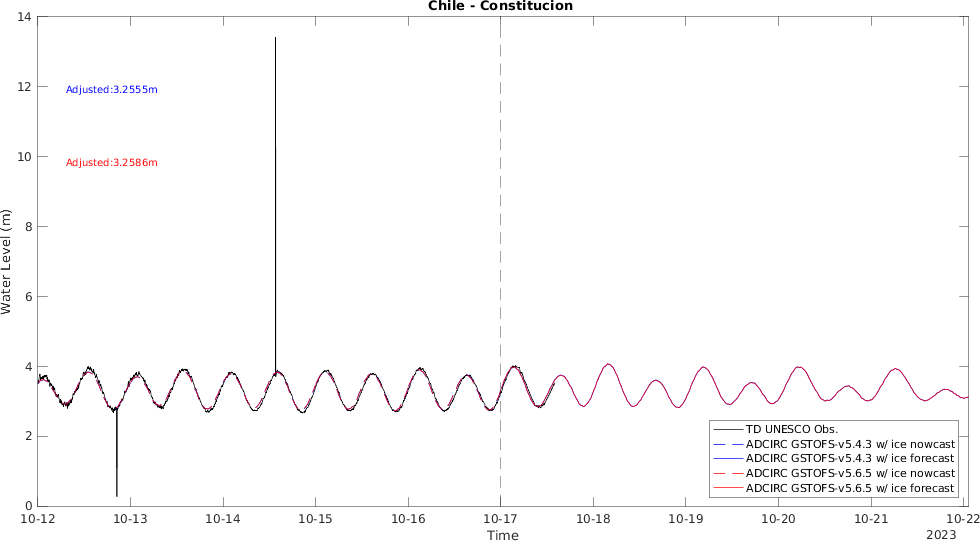 Chile - Constitucion
14
12
10
8
6
4
2
0
Water Level (m)
Adjusted:3.2555m
Adjusted:3.2586m
TD UNESCO Obs.
ADCIRC GSTOFS-v5.4.3 w/ ice nowcast
ADCIRC GSTOFS-v5.4.3 w/ ice forecast
ADCIRC GSTOFS-v5.6.5 w/ ice nowcast
ADCIRC GSTOFS-v5.6.5 w/ ice forecast
10-12 10-13 10-14 10-15 10-16 10-17 10-18 10-19 10-20 10-21 10-22
Time
2023